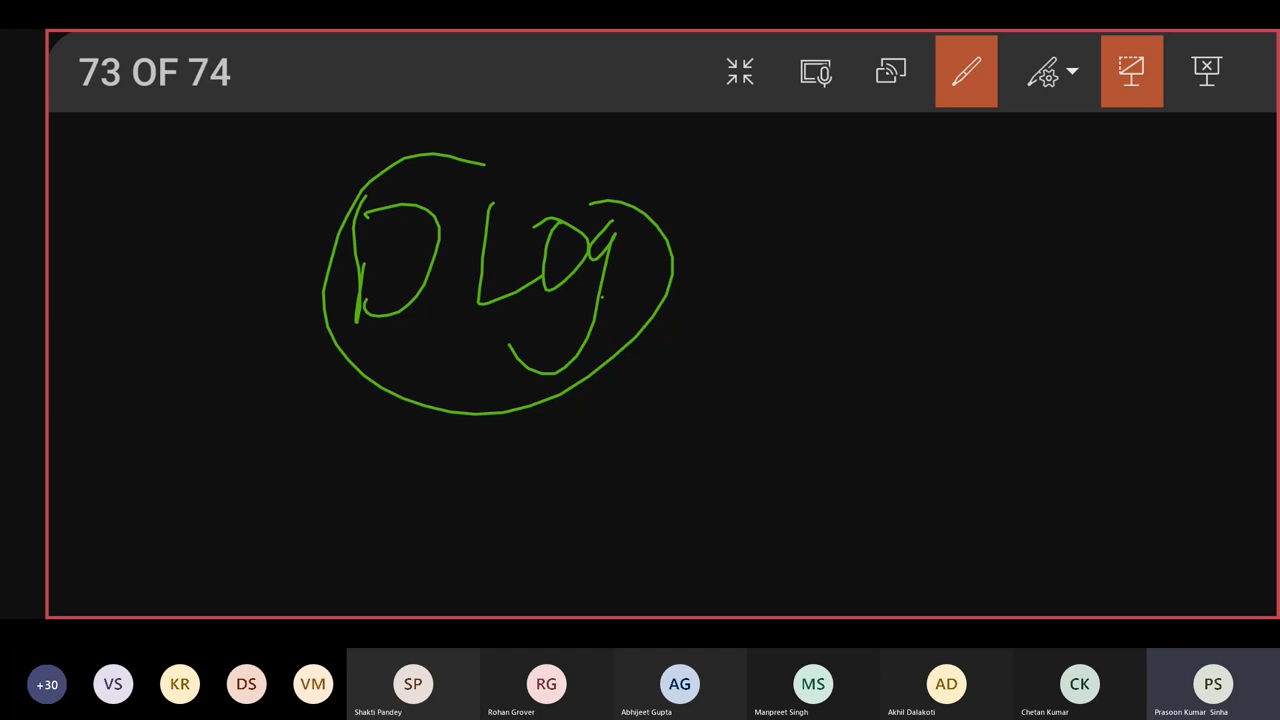 73 OF 74
D Log
+30
VS
KR
DS
VM
SP
Shakti Pandey
RG
Rohan Grover
AG
Abhijeet Gupta
MS
Manpreet Singh
AD
Akhil Dalakoti
CK
Chetan Kumar
PS
Prasoon Kumar Sinha